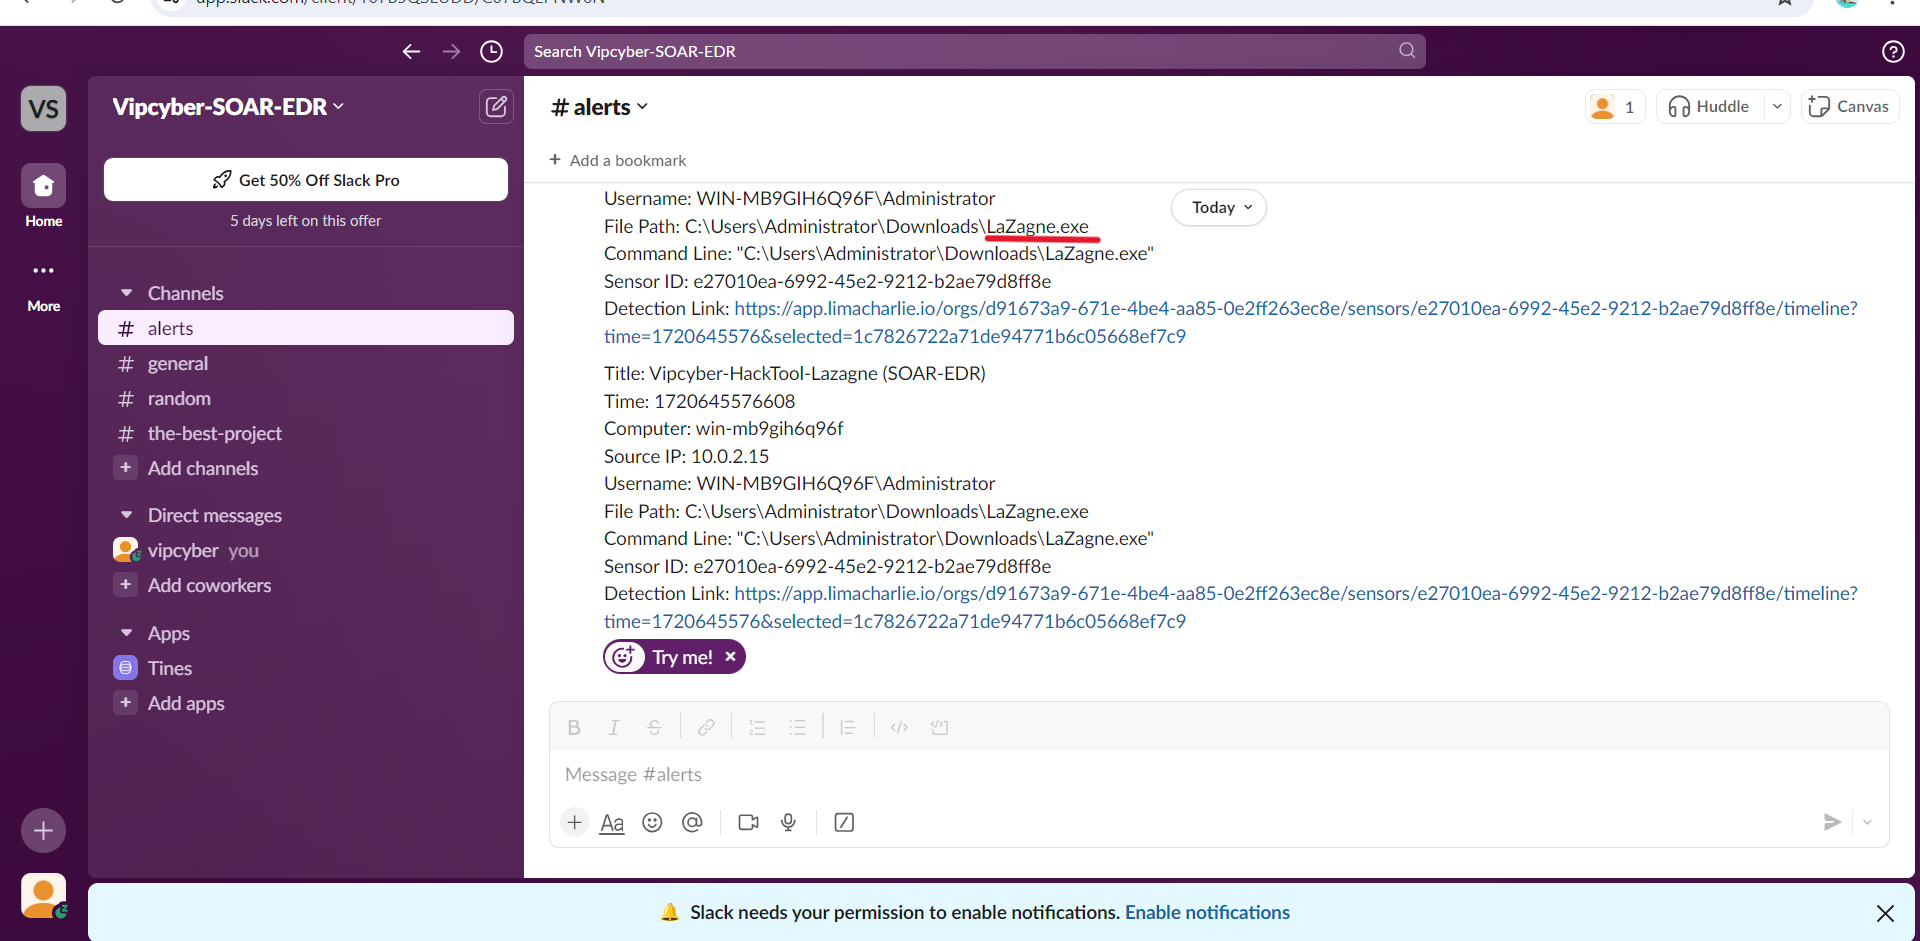 Search Vipcyber-SOAR-EDR
VS
Home
More
Vipcyber-SOAR-EDR
Get 50% Off Slack Pro
5 days left on this offer
Channels
# alerts
# general
# random
# the-best-project
+ Add channels
Direct messages
vipcyber you
+ Add coworkers
Apps
Tines
+ Add apps
# alerts
1
Huddle
Canvas
+ Add a bookmark
Today
Username: WIN-MB9GIH6Q96F\Administrator
File Path: C:\Users\Administrator\Downloads\LaZagne.exe
Command Line: "C:\Users\Administrator\Downloads\LaZagne.exe"
Sensor ID: e27010ea-6992-45e2-9212-b2ae79d8ff8e
Detection Link: https://app.limacharlie.io/orgs/d91673a9-671e-4be4-aa85-0e2ff263ec8e/sensors/e27010ea-6992-45e2-9212-b2ae79d8ff8e/timeline?
time=1720645576&selected=1c7826722a71de94771b6c05668ef7c9
Title: Vipcyber-HackTool-Lazagne (SOAR-EDR)
Time: 1720645576608
Computer: win-mb9gih6q96f
Source IP: 10.0.2.15
Username: WIN-MB9GIH6Q96F\Administrator
File Path: C:\Users\Administrator\Downloads\LaZagne.exe
Command Line: "C:\Users\Administrator\Downloads\LaZagne.exe"
Sensor ID: e27010ea-6992-45e2-9212-b2ae79d8ff8e
Detection Link: https://app.limacharlie.io/orgs/d91673a9-671e-4be4-aa85-0e2ff263ec8e/sensors/e27010ea-6992-45e2-9212-b2ae79d8ff8e/timeline?
time=1720645576&selected=1c7826722a71de94771b6c05668ef7c9
Try me!
Message #alerts
Aa
Slack needs your permission to enable notifications. Enable notifications